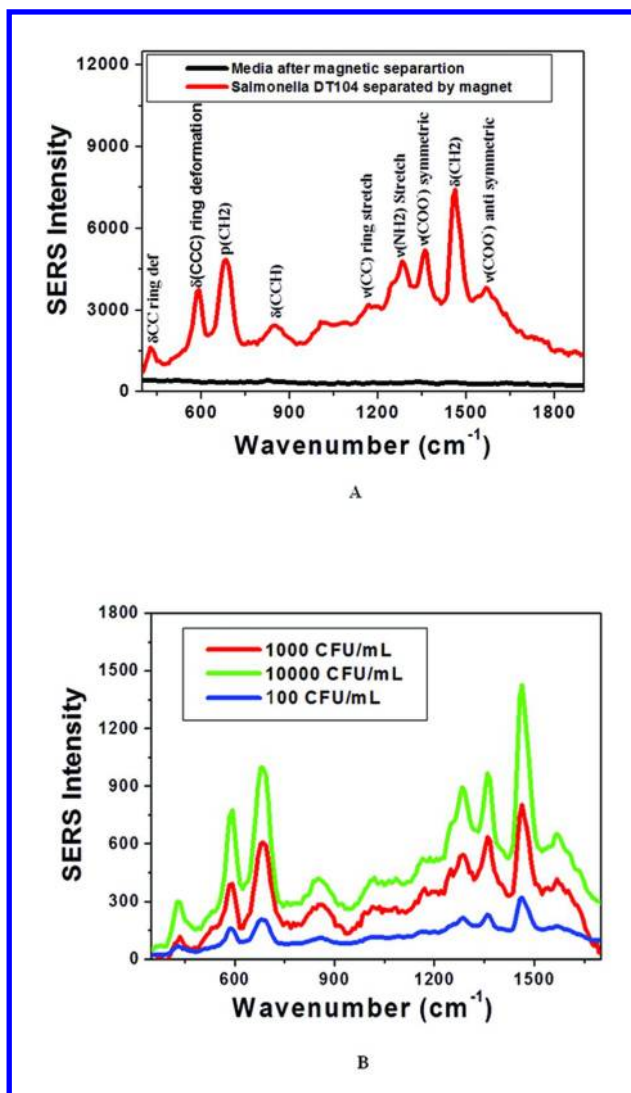 Media after magnetic separartion
Salmonella DT104 separated by magnet
12000
9000
6000
3000
0
SERS Intensity
δCC ring def
δ(CCC) ring deformation
ρ(CH2)
δ(CCH)
ν(CC) ring stretch
ν(NH2) Stretch
ν(COO⁻) symmetric
δ(CH2)
ν(COO⁻) anti symmetric
600 900 1200 1500 1800
Wavenumber (cm⁻¹)
A
1800
1500
1200
900
600
300
0
SERS Intensity
1000 CFU/mL
10000 CFU/mL
100 CFU/mL
600 900 1200 1500
Wavenumber (cm⁻¹)
B